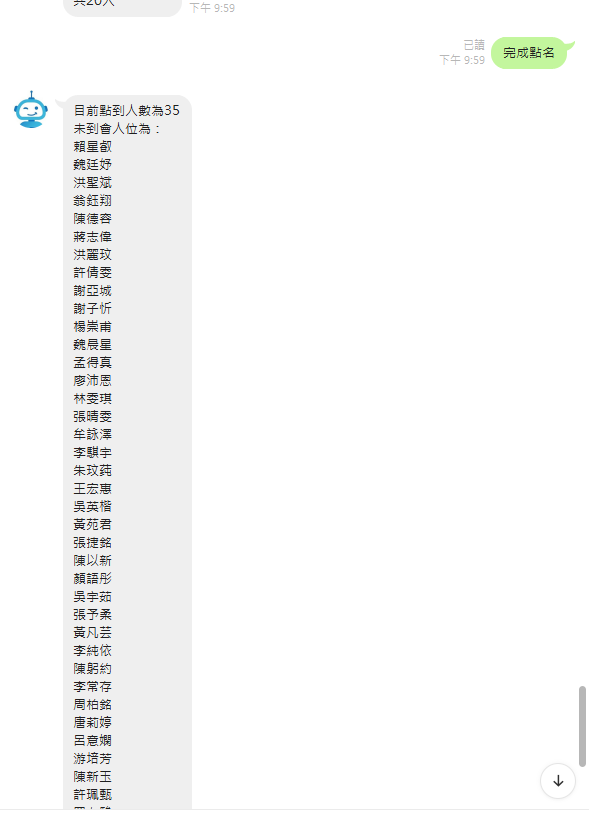 共20人
下午 9:59
已讀
下午 9:59
完成點名
目前點到人數為35
未到會人位為：
賴星叡
魏廷妤
洪聖斌
翁鈺翔
陳德睿
蔣志偉
洪麗玟
許倩雯
謝亞城
謝子忻
楊崇甫
魏晨星
孟得真
廖沛恩
林雯琪
張晴雯
牟詠澤
李騏宇
朱玟蒓
王宏惠
吳英楷
黃苑君
張捷銘
陳以新
顏語彤
吳宇茹
張予柔
黃凡芸
李純依
陳躬約
李常存
周柏銘
唐莉婷
呂意嫻
游培芳
陳新玉
許珮甄